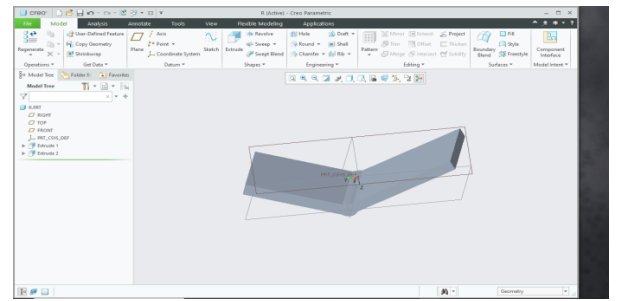 creo
R (Active) - Creo Parametric
File Model Analysis Annotate Tools View Flexible Modeling Applications
Regenerate
User-Defined Feature
Copy Geometry
Shrinkwrap
Plane
Axis
Point
Coordinate System
Sketch
Extrude
Revolve
Sweep
Swept Blend
Hole
Round
Chamfer
Draft
Shell
Rib
Pattern
Mirror
Trim
Merge
Extend
Offset
Intersect
Project
Thicken
Solidify
Boundary Blend
Fill
Style
Freestyle
Component Interface
Operations Get Data Datum Shapes Engineering Editing Surfaces Model Intent
Model Tree Folder B Favorites
Model Tree
RIGHT
TOP
FRONT
PRT_CSYS_DEF
Extrude 1
Extrude 2
PRT_CSYS_DEF
Geometry